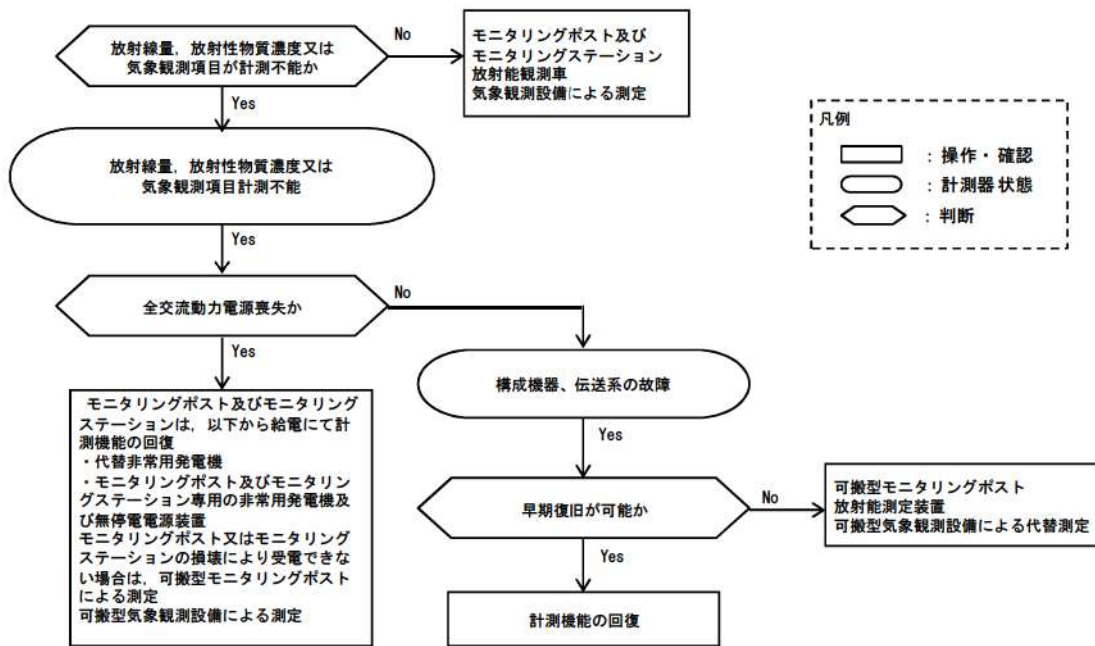 放射線量，放射性物質濃度又は
気象観測項目が計測不能か
No
モニタリングポスト及び
モニタリングステーション
放射能観測車
気象観測設備による測定
Yes
凡例
：操作・確認
：計測器状態
：判断
放射線量，放射性物質濃度又は
気象観測項目計測不能
Yes
全交流動力電源喪失か
No
Yes
構成機器、伝送系の故障
Yes
モニタリングポスト及びモニタリング
ステーションは，以下から給電にて計
測機能の回復
・代替非常用発電機
・モニタリングポスト及びモニタリ
ングステーション専用の非常用発電機及
び無停電電源装置
モニタリングポスト又はモニタリング
ステーションの損壊により受電できな
い場合は，可搬型モニタリングポスト
による測定
可搬型気象観測設備による測定
早期復旧が可能か
No
可搬型モニタリングポスト
放射能測定装置
可搬型気象観測設備による代替測定
Yes
計測機能の回復